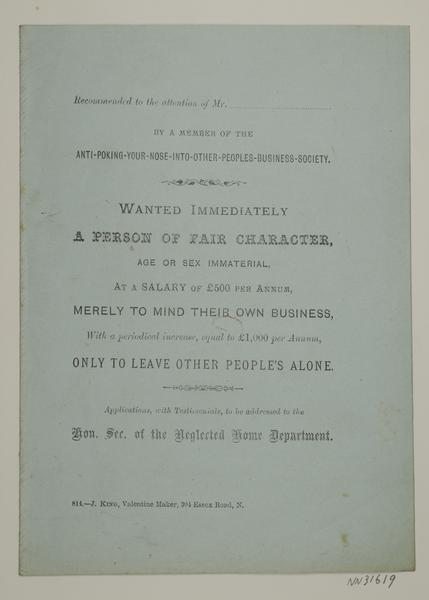 Recommended to the attention of Mr.
BY A MEMBER OF THE
ANTI-POKING-YOUR-NOSE-INTO-OTHER-PEOPLES-BUSINESS-SOCIETY.
WANTED IMMEDIATELY
A PERSON OF FAIR CHARACTER,
AGE OR SEX IMMATERIAL,
AT A SALARY OF £500 PER ANNUM,
MERELY TO MIND THEIR OWN BUSINESS,
With a periodical increase, equal to £1,000 per Annum,
ONLY TO LEAVE OTHER PEOPLE'S ALONE.
Applications, with Testimonials, to be addressed to the
Hon. Sec. of the Neglected Home Department.
814.—J. KING, Valentine Maker, 304 Essex Road, N.
NN31619